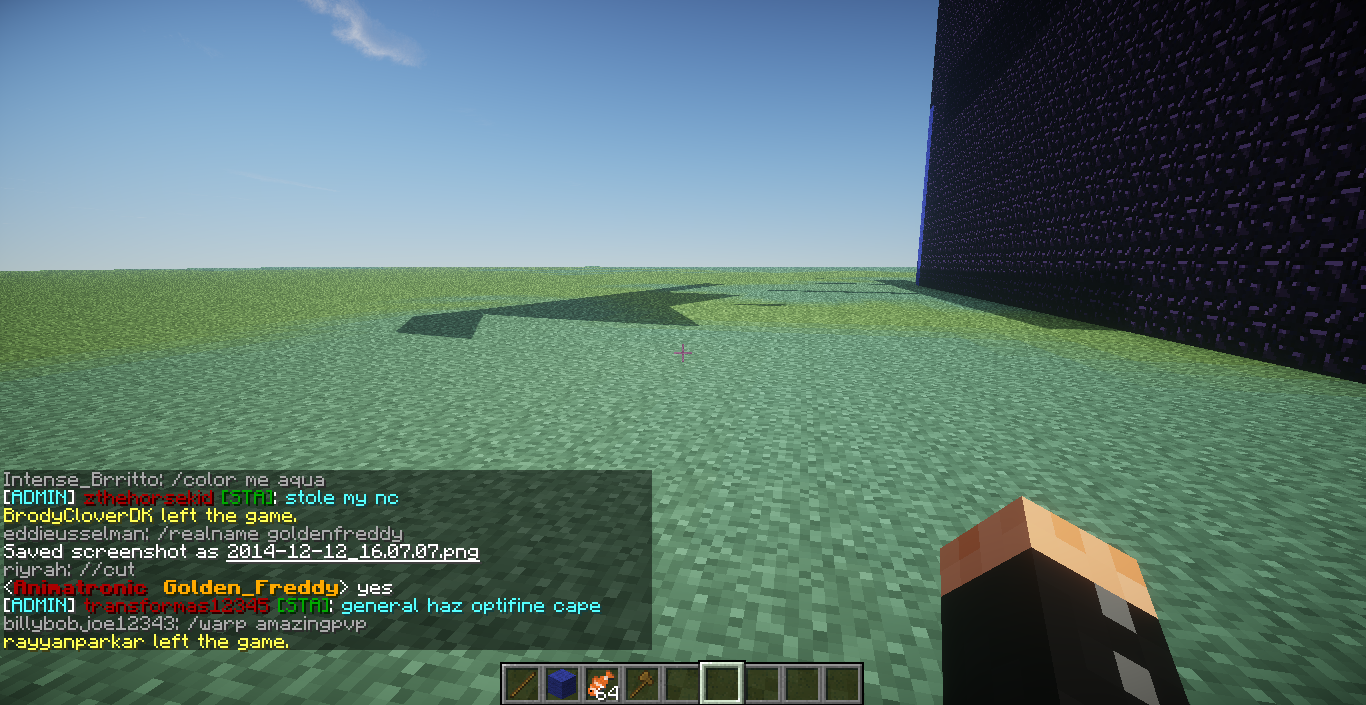 Intense_Brritto: /color me aqua
[ADMIN] zthehorsekid [STA]: stole my nc
BrodyCloverDK left the game.
eddieusselman: /realname goldenfreddy
Saved screenshot as 2014-12-12_16.07.07.png
riyrah: //cut
<Animatronic Golden_Freddy> yes
[ADMIN] transformas12345 [STA]: general haz optifine cape
billybobjoe12343: /warp amazingpvp
rayyanparkar left the game.
64